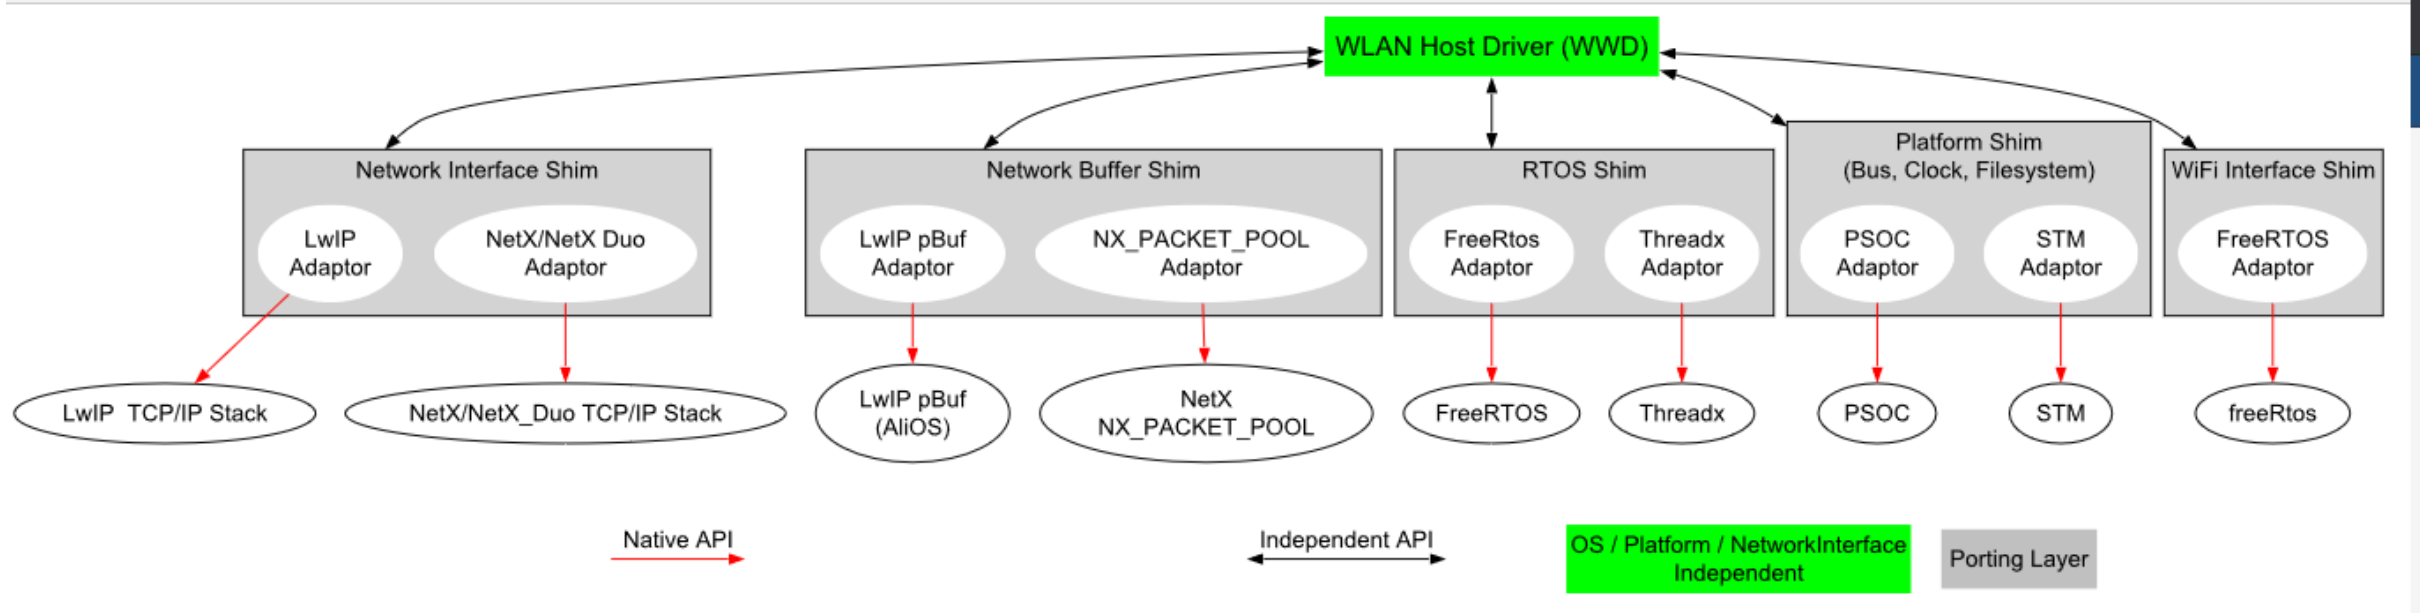 WLAN Host Driver (WWD)
Network Interface Shim
LwIP
Adaptor
NetX/NetX Duo
Adaptor
Network Buffer Shim
LwIP pBuf
Adaptor
NX_PACKET_POOL
Adaptor
RTOS Shim
FreeRtos
Adaptor
Threadx
Adaptor
Platform Shim
(Bus, Clock, Filesystem)
PSOC
Adaptor
STM
Adaptor
WiFi Interface Shim
FreeRTOS
Adaptor
LwIP  TCP/IP Stack
NetX/NetX_Duo TCP/IP Stack
LwIP pBuf
(AliOS)
NetX
NX_PACKET_POOL
FreeRTOS
Threadx
PSOC
STM
freeRtos
Native API
Independent API
OS / Platform / NetworkInterface
Independent
Porting Layer